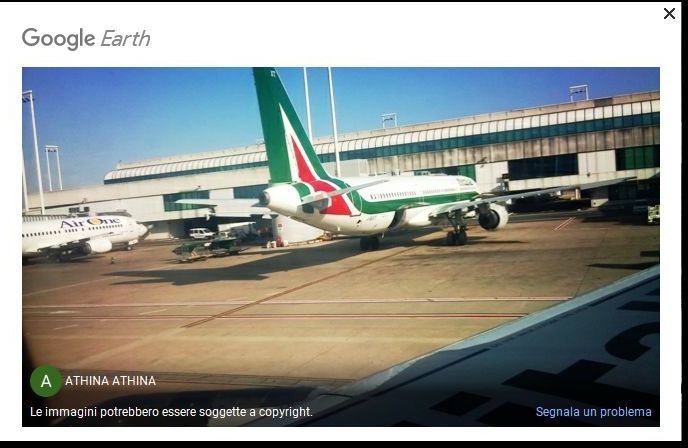 Google Earth
Air One
ATHINA ATHINA
Le immagini potrebbero essere soggette a copyright.
Segnala un problema